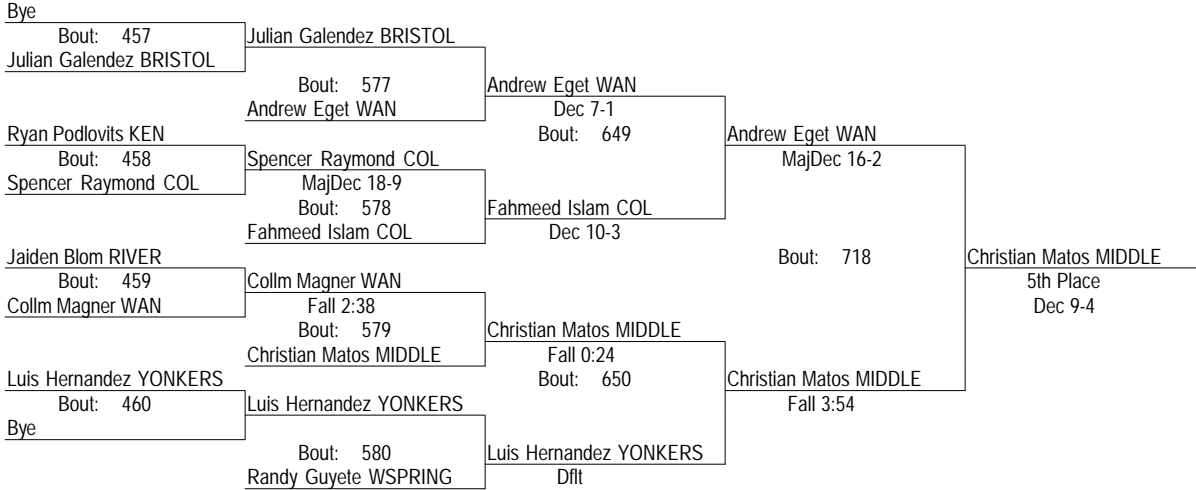 Bye
Bout: 457
Julian Galendez BRISTOL
Julian Galendez BRISTOL
Bout: 577
Andrew Eget WAN
Andrew Eget WAN
Dec 7-1
Bout: 649
Ryan Podlovits KEN
Bout: 458
Spencer Raymond COL
Spencer Raymond COL
MajDec 18-9
Bout: 578
Fahmeed Islam COL
Fahmeed Islam COL
Dec 10-3
Andrew Eget WAN
MajDec 16-2
Bout: 718
Christian Matos MIDDLE
5th Place
Dec 9-4
Jaiden Blom RIVER
Bout: 459
Collm Magner WAN
Collm Magner WAN
Fall 2:38
Bout: 579
Christian Matos MIDDLE
Christian Matos MIDDLE
Fall 0:24
Bout: 650
Christian Matos MIDDLE
Fall 3:54
Luis Hernandez YONKERS
Bout: 460
Bye
Luis Hernandez YONKERS
Bout: 580
Randy Guyete WSPRING
Luis Hernandez YONKERS
Dflt